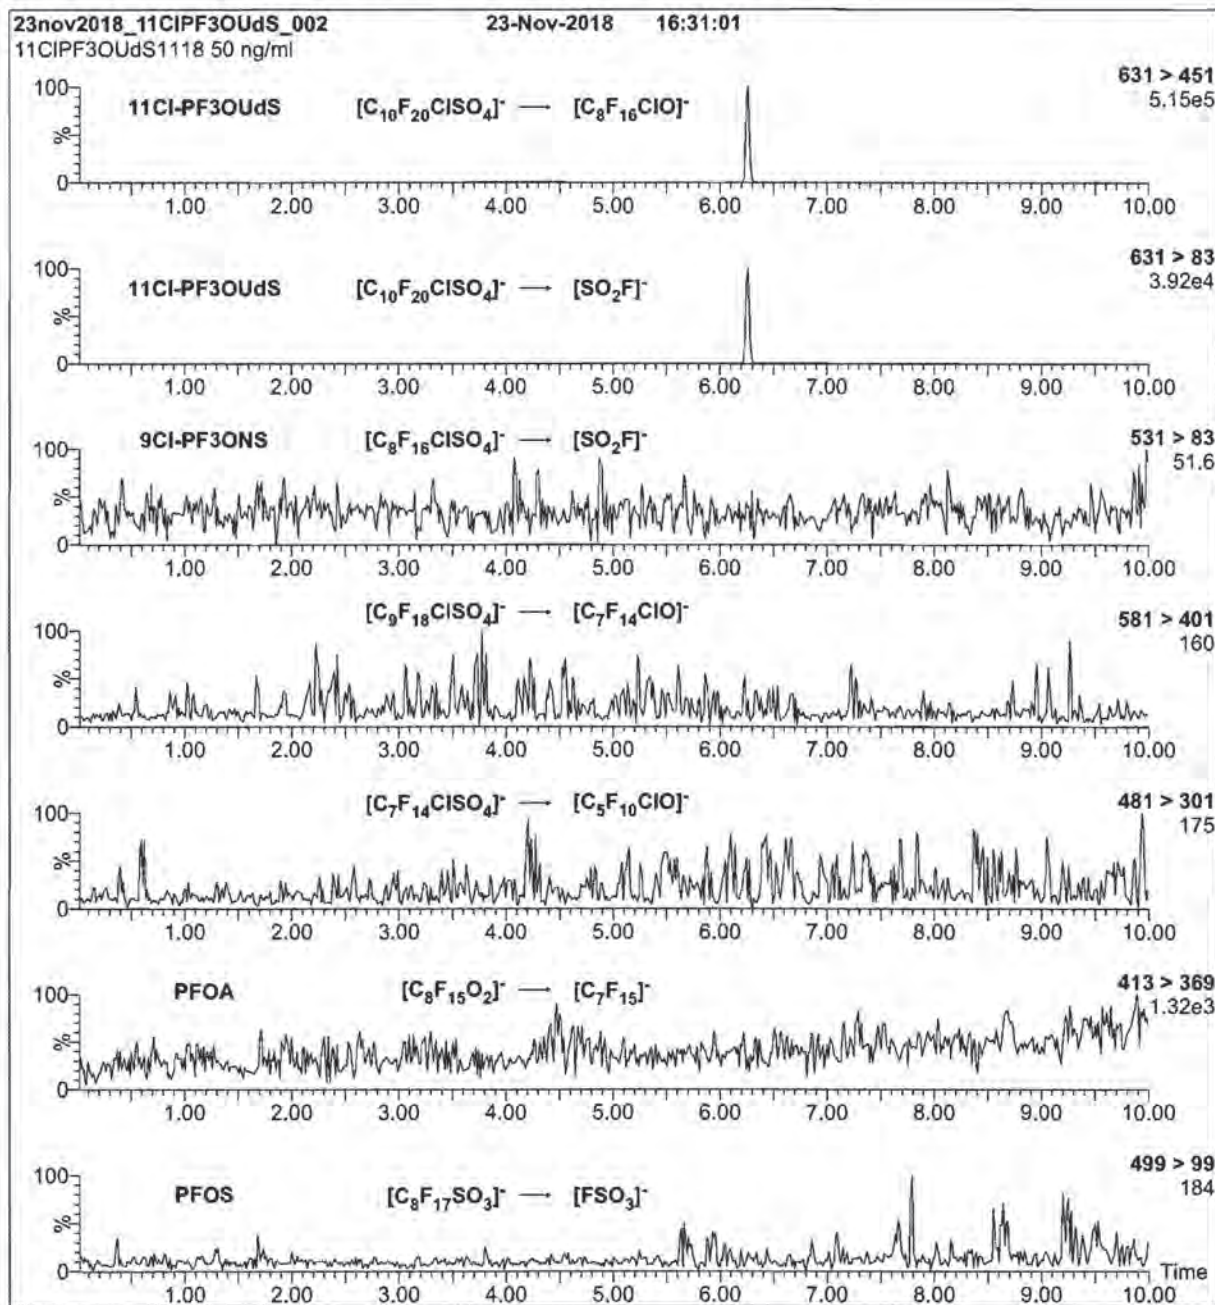 23nov2018_11ClPF3OUdS_002 23-Nov-2018 16:31:01
11ClPF3OUdS1118 50 ng/ml
631 > 451
5.15e5
100
11Cl-PF3OUdS [C₁₀F₂₀ClSO₄]⁻ → [C₈F₁₆ClO]⁻
%
0
1.00 2.00 3.00 4.00 5.00 6.00 7.00 8.00 9.00 10.00
631 > 83
3.92e4
100
11Cl-PF3OUdS [C₁₀F₂₀ClSO₄]⁻ → [SO₂F]⁻
%
0
1.00 2.00 3.00 4.00 5.00 6.00 7.00 8.00 9.00 10.00
9Cl-PF3ONS [C₈F₁₆ClSO₄]⁻ → [SO₂F]⁻ 531 > 83
51.6
100
%
0
1.00 2.00 3.00 4.00 5.00 6.00 7.00 8.00 9.00 10.00
[C₉F₁₈ClSO₄]⁻ → [C₇F₁₄ClO]⁻ 581 > 401
160
100
%
0
1.00 2.00 3.00 4.00 5.00 6.00 7.00 8.00 9.00 10.00
[C₇F₁₄ClSO₄]⁻ → [C₅F₁₀ClO]⁻ 481 > 301
175
100
%
0
1.00 2.00 3.00 4.00 5.00 6.00 7.00 8.00 9.00 10.00
413 > 369
PFOA [C₈F₁₅O₂]⁻ → [C₇F₁₅]⁻
1.32e3
100
%
0
1.00 2.00 3.00 4.00 5.00 6.00 7.00 8.00 9.00 10.00
499 > 99
184
100
PFOS [C₈F₁₇SO₃]⁻ → [FSO₃]⁻
%
0
Time
1.00 2.00 3.00 4.00 5.00 6.00 7.00 8.00 9.00 10.00